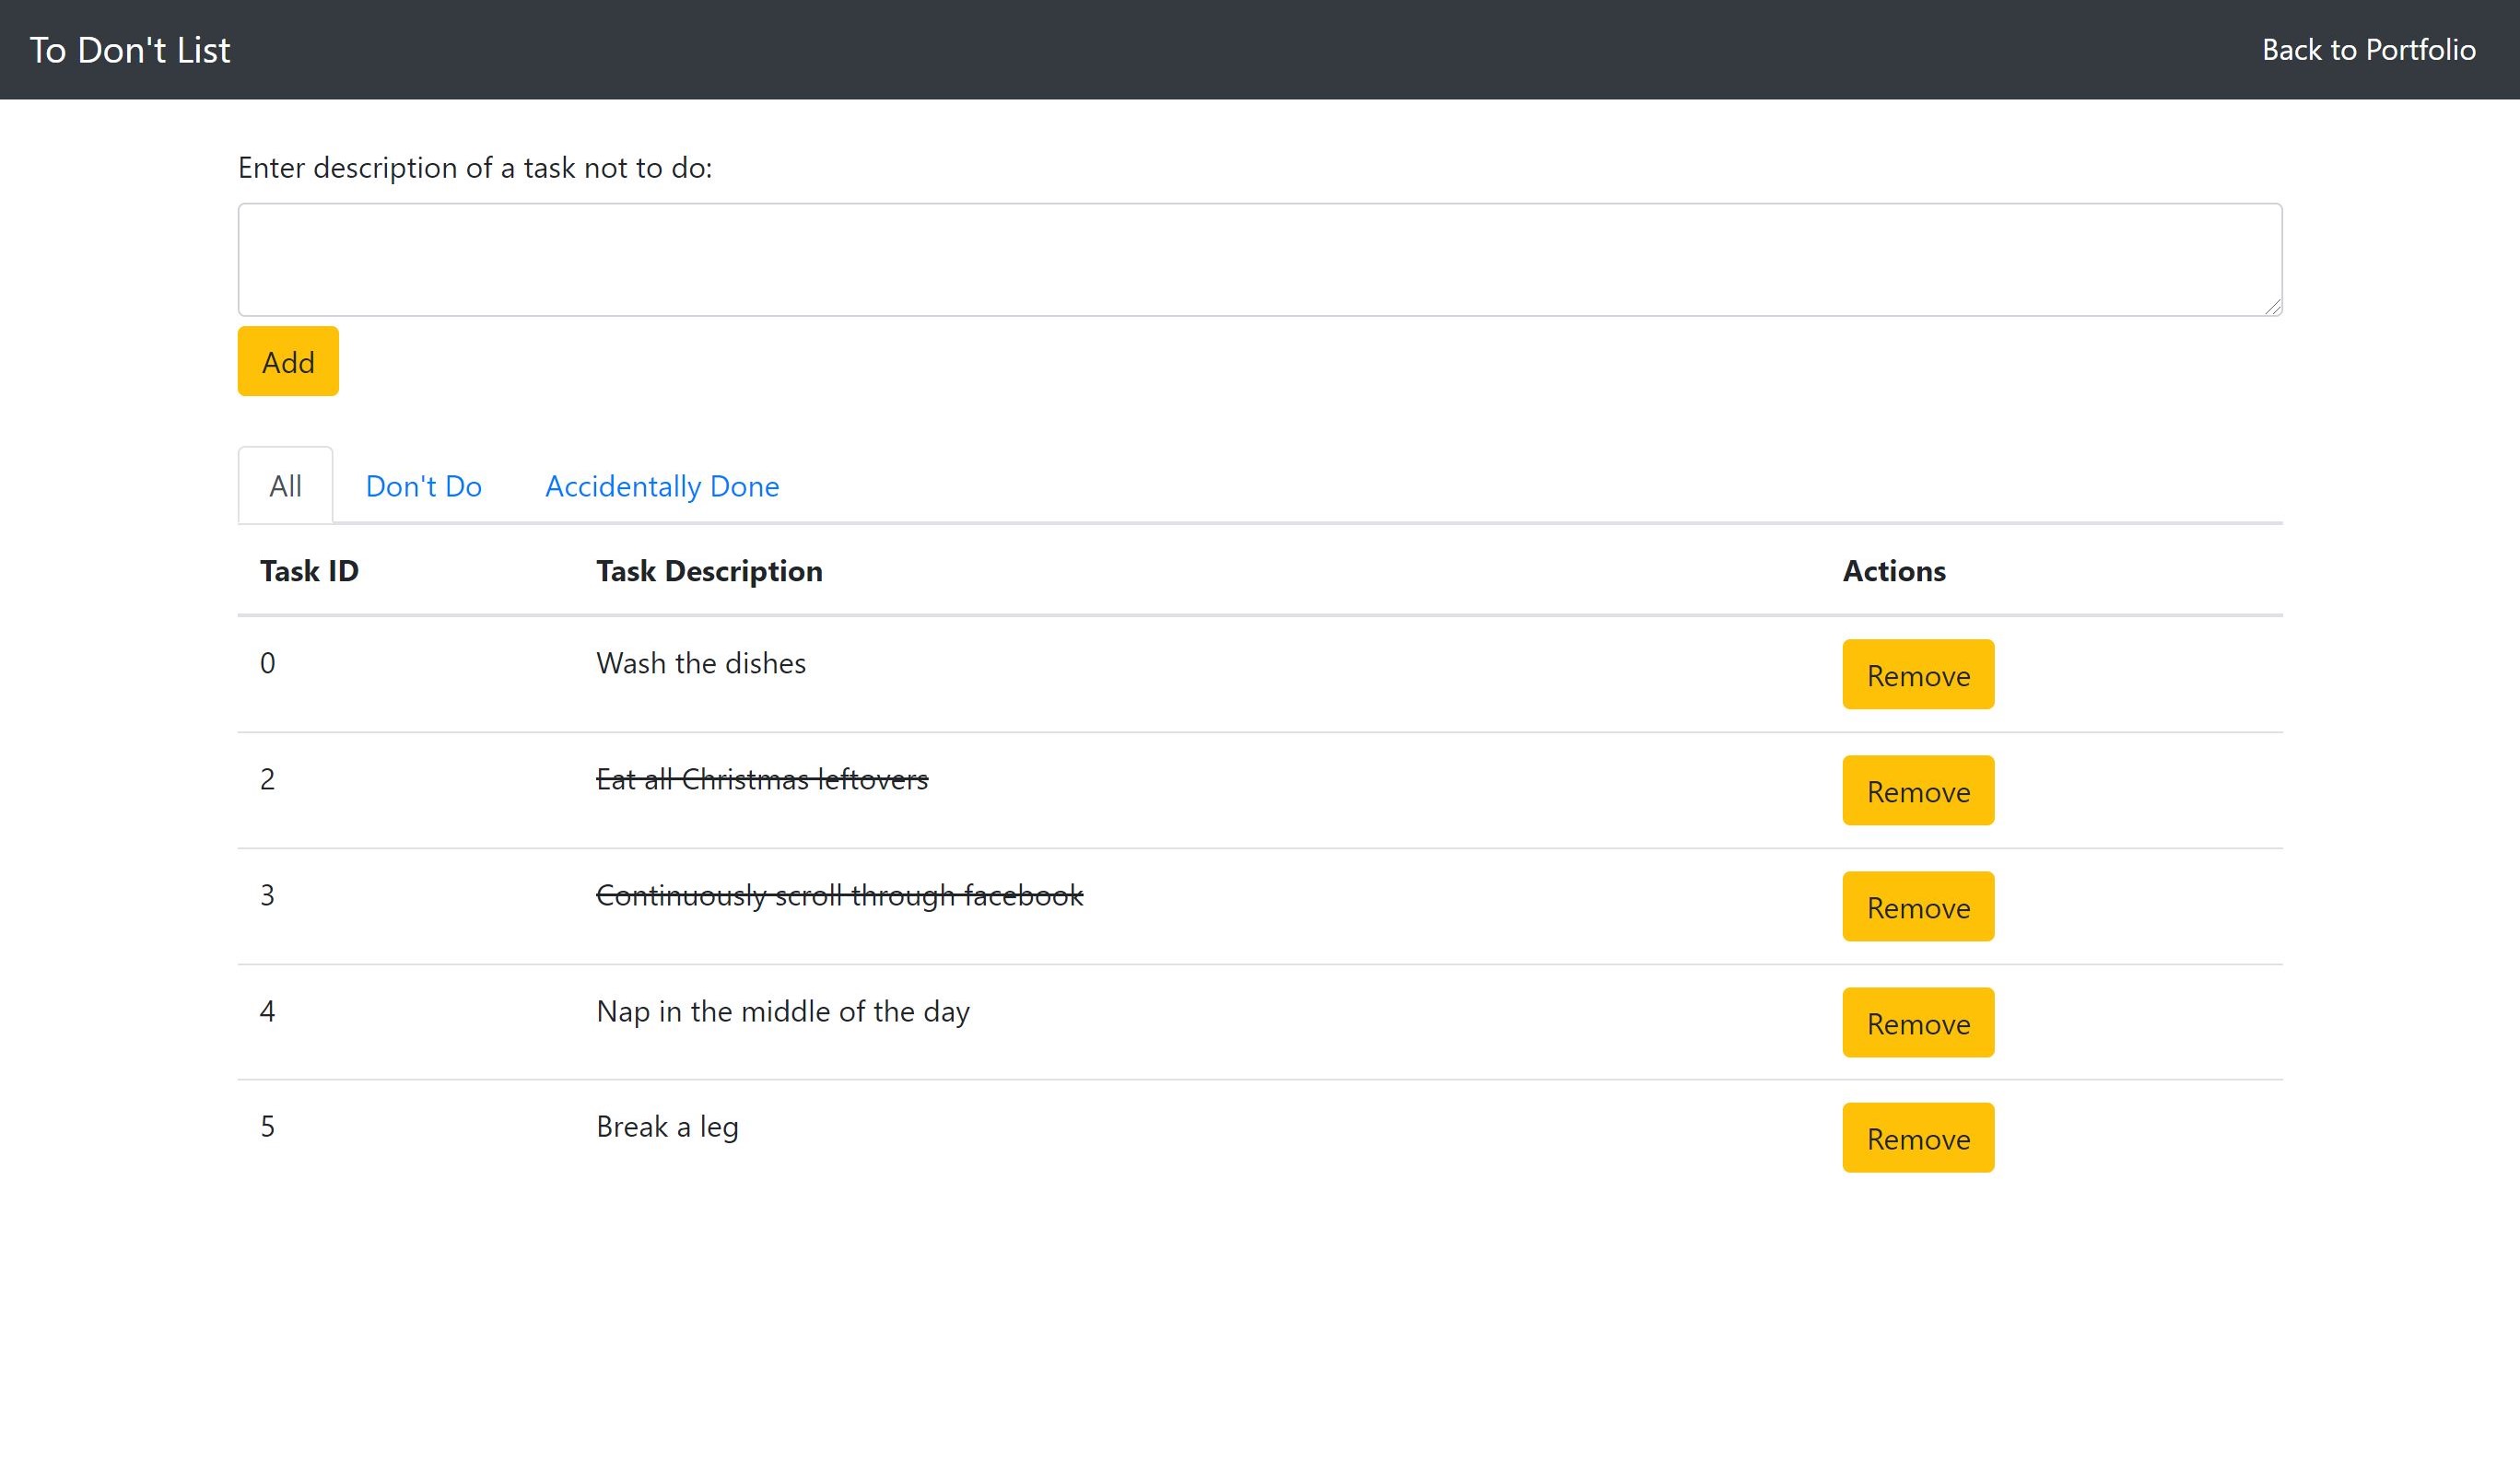 To Don't List Back to Portfolio
Enter description of a task not to do:
Add
All Don't Do Accidentally Done
Task ID Task Description Actions
0 Wash the dishes Remove
2 Eat all Christmas leftovers Remove
3 Continuously scroll through facebook Remove
4 Nap in the middle of the day Remove
5 Break a leg Remove